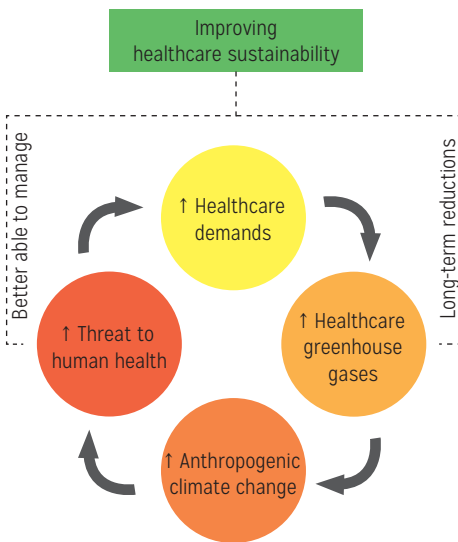 Improving
healthcare sustainability
Better able to manage
Long-term reductions
↑ Healthcare
demands
↑ Healthcare
greenhouse
gases
↑ Anthropogenic
climate change
↑ Threat to
human health